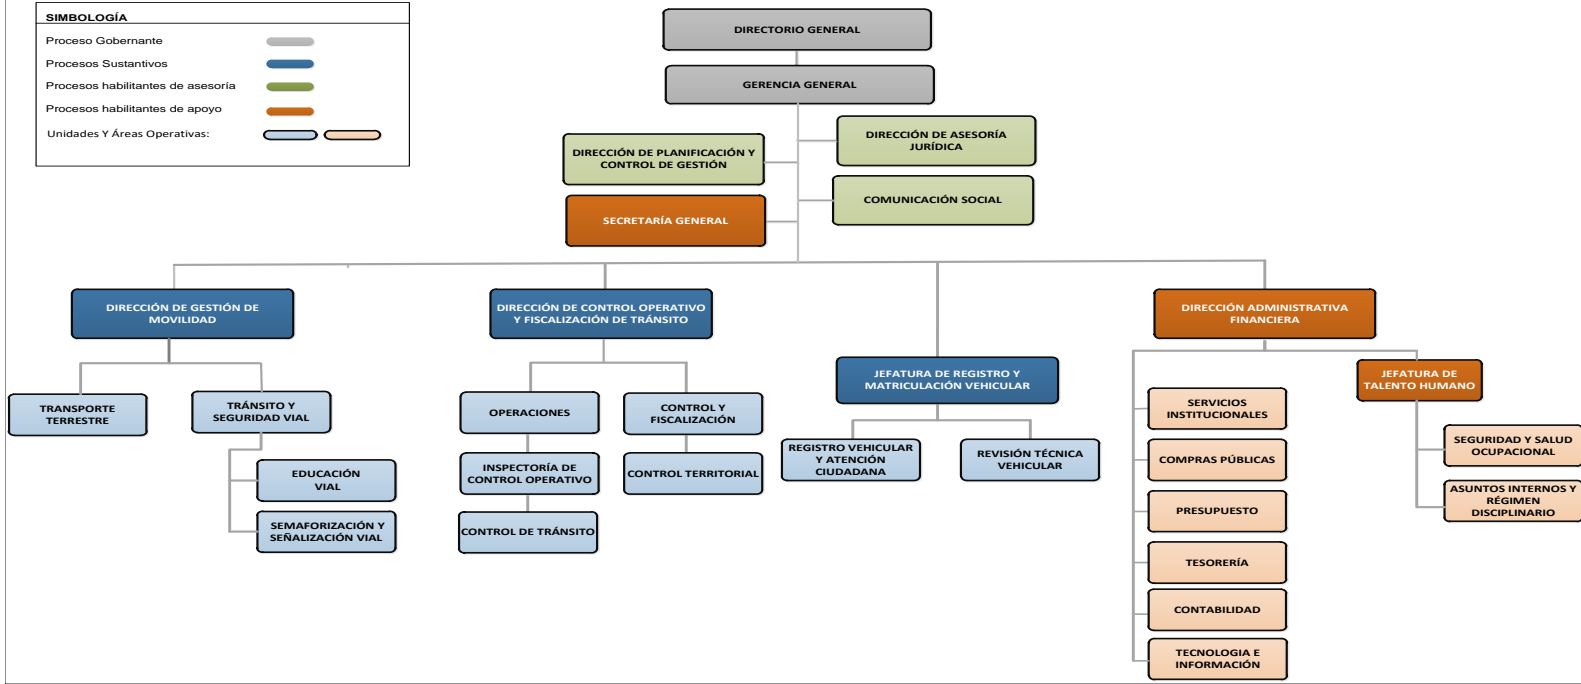 SIMBOLOGÍA
Proceso Gobernante
Procesos Sustantivos
Procesos habilitantes de asesoría
Procesos habilitantes de apoyo
Unidades Y Áreas Operativas:
DIRECTORIO GENERAL
GERENCIA GENERAL
DIRECCIÓN DE PLANIFICACIÓN Y
CONTROL DE GESTIÓN
DIRECCIÓN DE ASESORÍA
JURÍDICA
SECRETARÍA GENERAL
COMUNICACIÓN SOCIAL
DIRECCIÓN DE GESTIÓN DE
MOVILIDAD
DIRECCIÓN DE CONTROL OPERATIVO
Y FISCALIZACIÓN DE TRÁNSITO
JEFATURA DE REGISTRO Y
MATRICULACIÓN VEHICULAR
DIRECCIÓN ADMINISTRATIVA
FINANCIERA
TRANSPORTE
TERRESTRE
TRÁNSITO Y
SEGURIDAD VIAL
EDUCACIÓN
VIAL
SEMAFORIZACIÓN Y
SEÑALIZACIÓN VIAL
OPERACIONES
INSPECTORÍA DE
CONTROL OPERATIVO
CONTROL DE TRÁNSITO
CONTROL Y
FISCALIZACIÓN
CONTROL TERRITORIAL
REGISTRO VEHICULAR
Y ATENCIÓN
CIUDADANA
REVISIÓN TÉCNICA
VEHICULAR
SERVICIOS
INSTITUCIONALES
COMPRAS PÚBLICAS
PRESUPUESTO
TESORERÍA
CONTABILIDAD
TECNOLOGIA E
INFORMACIÓN
JEFATURA DE
TALENTO HUMANO
SEGURIDAD Y SALUD
OCUPACIONAL
ASUNTOS INTERNOS Y
RÉGIMEN
DISCIPLINARIO